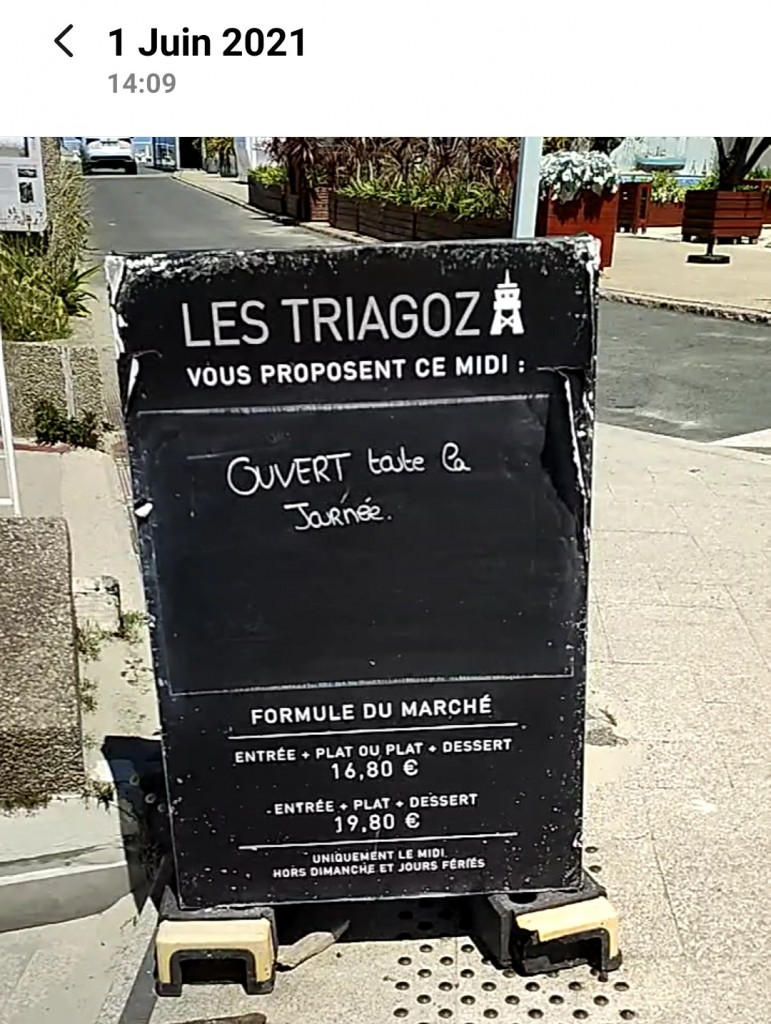 1 Juin 2021
14:09
LES TRIAGOZ
VOUS PROPOSENT CE MIDI :
OUVERT toute la
Journée.
FORMULE DU MARCHÉ
ENTRÉE + PLAT OU PLAT + DESSERT
16,80 €
ENTRÉE + PLAT + DESSERT
19,80 €
UNIQUEMENT LE MIDI
HORS DIMANCHE ET JOURS FÉRIÉS